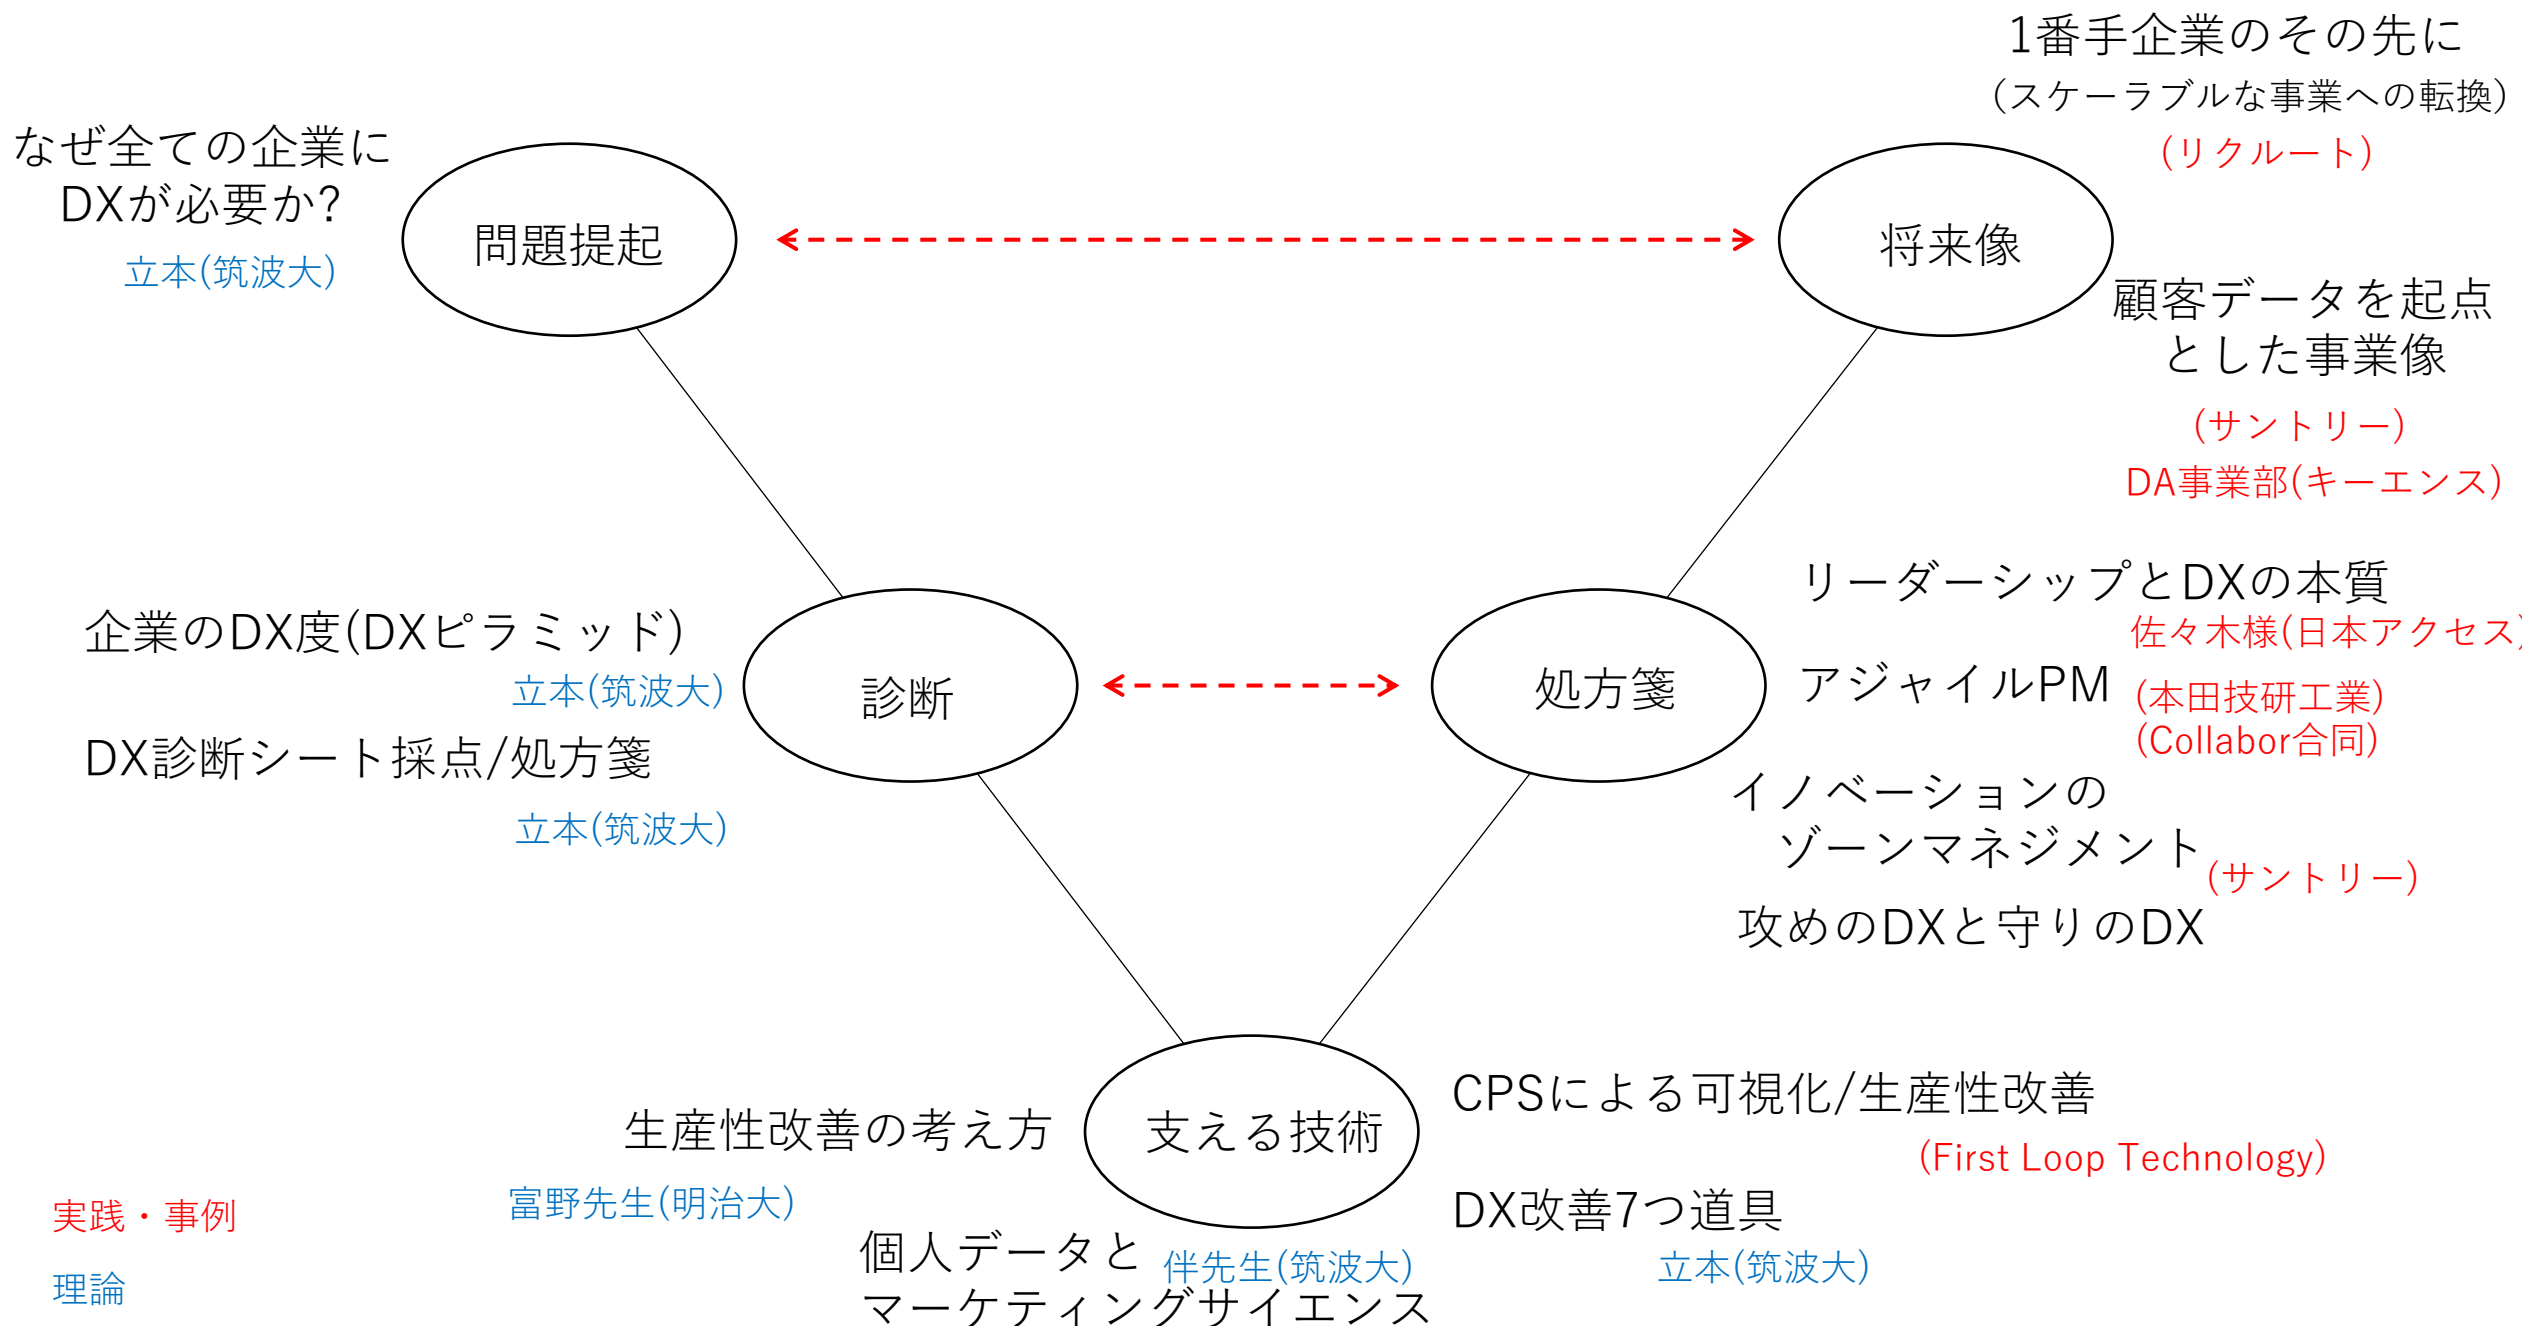 1番手企業のその先に
(スケーラブルな事業への転換)
(リクルート)
なぜ全ての企業に
DXが必要か?
立本(筑波大)
問題提起
将来像
顧客データを起点
とした事業像
(サントリー)
DA事業部(キーエンス)
企業のDX度(DXピラミッド)
立本(筑波大)
DX診断シート採点/処方箋
立本(筑波大)
診断
処方箋
リーダーシップとDXの本質
佐々木様(日本アクセス)
アジャイルPM
(本田技研工業)
(Collabor合同)
イノベーションの
ゾーンマネジメント
(サントリー)
攻めのDXと守りのDX
生産性改善の考え方
富野先生(明治大)
支える技術
CPSによる可視化/生産性改善
(First Loop Technology)
DX改善7つ道具
立本(筑波大)
個人データと
伴先生(筑波大)
マーケティングサイエンス
実践・事例
理論